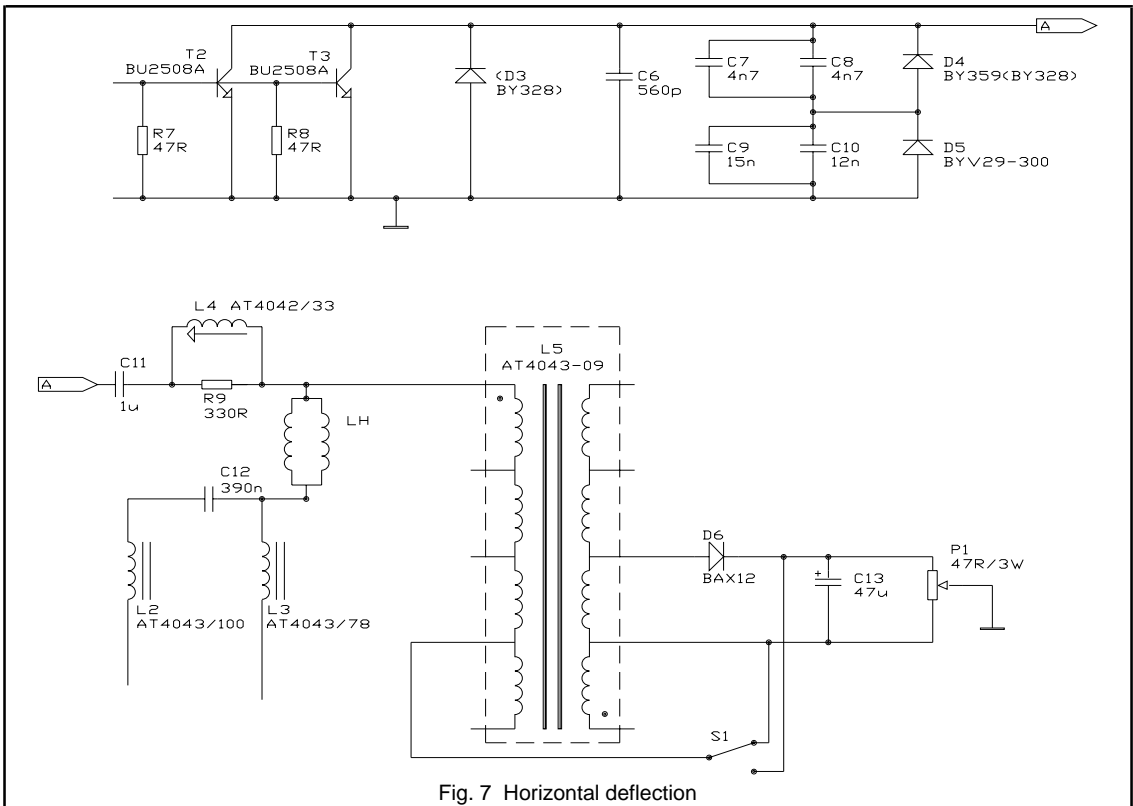 A
T2
BU2508A
T3
BU2508A
(D3
BY328)
C6
560p
C7
4n7
C8
4n7
D4
BY359(BY328)
R7
47R
R8
47R
C9
15n
C10
12n
D5
BYV29-300
L4 AT4042/33
L5
AT4043-09
C11
A
1u
R9
330R
LH
C12
390n
D6
BAX12
P1
47R/3W
+
C13
47u
L2
AT4043/100
L3
AT4043/78
S1
Fig. 7 Horizontal deflection